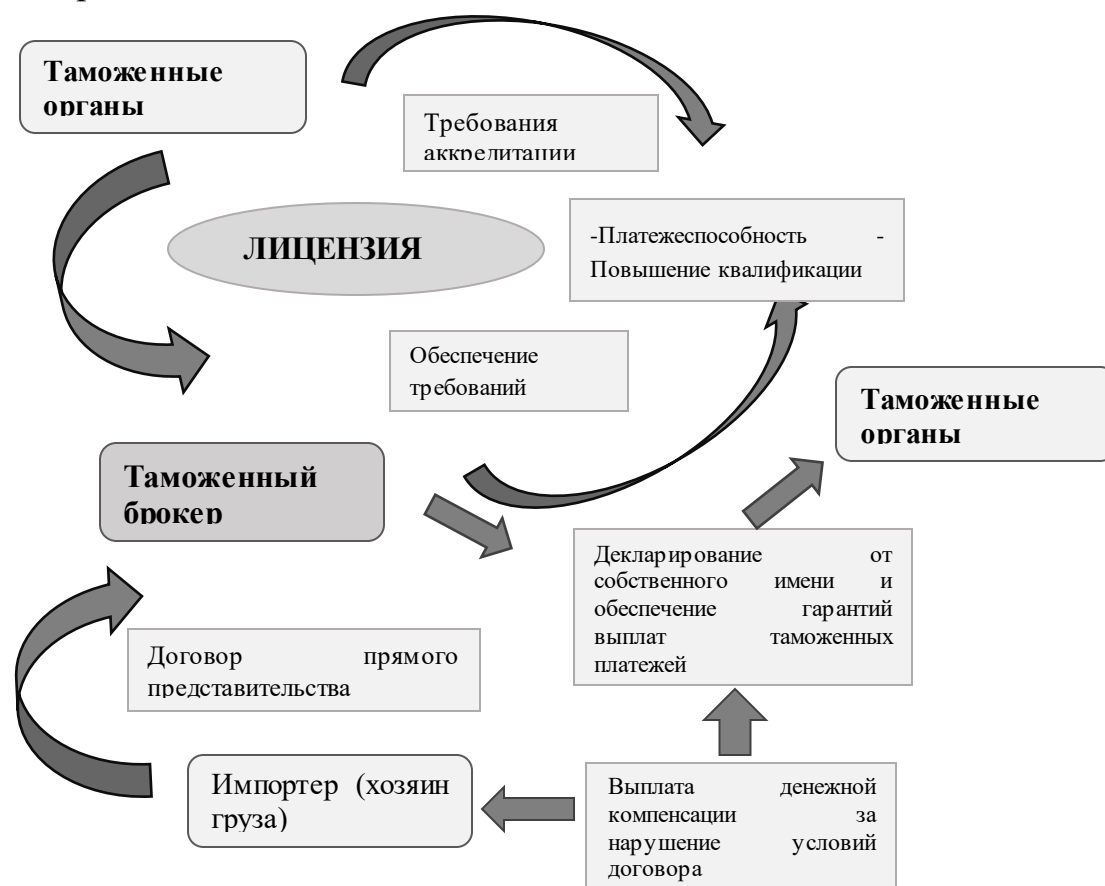 Таможенные
органы
Требования
аккредитации
ЛИЦЕНЗИЯ
-Платежеспособность -
Повышение квалификации
Обеспечение
требований
Таможенные
органы
Таможенный
брокер
Декларирование от
собственного имени и
обеспечение гарантий
выплат таможенных
платежей
Договор прямого
представительства
Импортер (хозяин
груза)
Выплата денежной
компенсации за
нарушение условий
договора